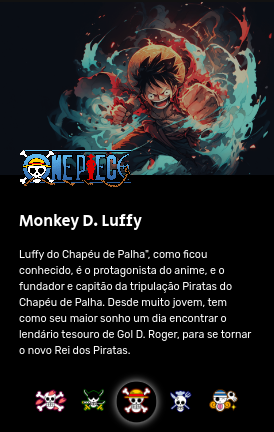 ONE PIECE
Monkey D. Luffy
Luffy do Chapéu de Palha", como ficou
conhecido, é o protagonista do anime, e o
fundador e capitão da tripulação Piratas do
Chapéu de Palha. Desde muito jovem, tem
como seu maior sonho um dia encontrar o
lendário tesouro de Gol D. Roger, para se tornar
o novo Rei dos Piratas.